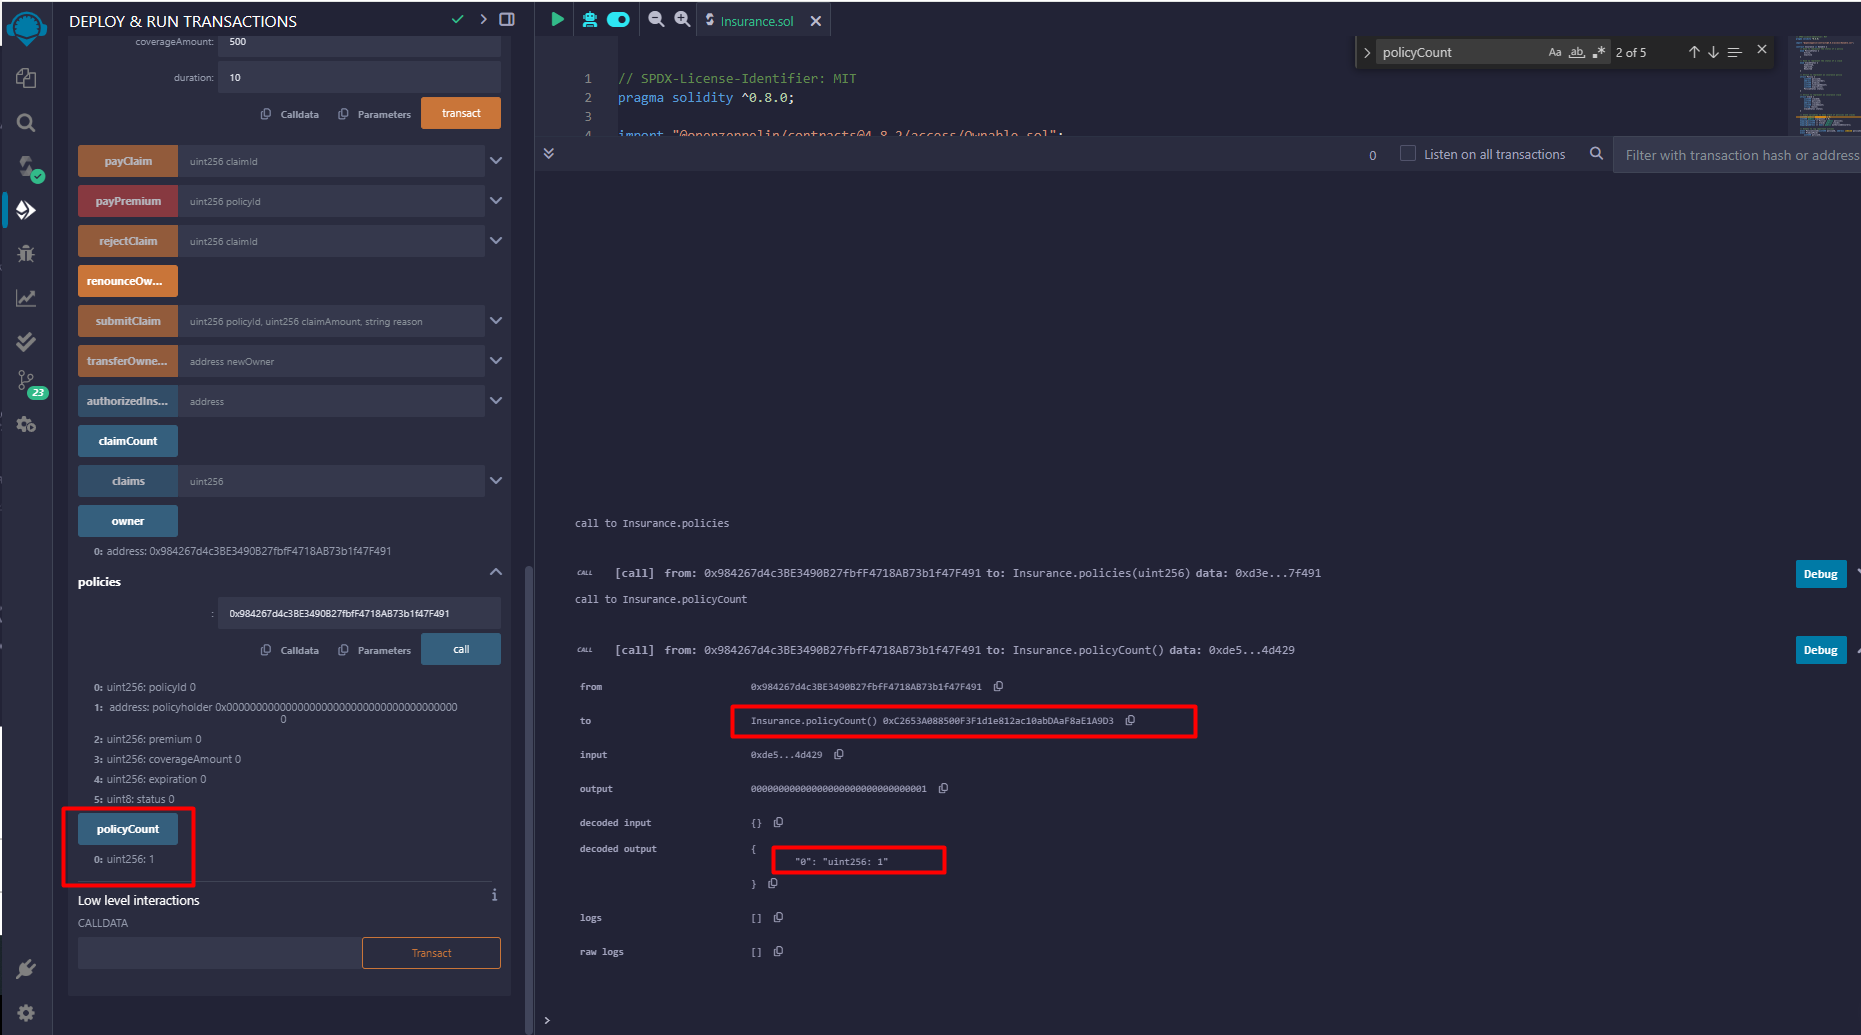 DEPLOY & RUN TRANSACTIONS
coverageAmount: 500
duration: 10
Calldata Parameters transact
payClaim uint256 claimId
payPremium uint256 policyId
rejectClaim uint256 claimId
renounceOw...
submitClaim uint256 policyId, uint256 claimAmount, string reason
transferOwne... address newOwner
authorizedIns... address
claimCount
claims uint256
owner
0: address: 0x984267d4c3BE3490B27fbfF4718AB73b1f47F491
policies
: 0x984267d4c3BE3490B27fbfF4718AB73b1f47F491
Calldata Parameters call
0: uint256: policyId 0
1: address: policyholder 0x000000000000000000000000000000000000000
0
2: uint256: premium 0
3: uint256: coverageAmount 0
4: uint256: expiration 0
5: uint8: status 0
policyCount
0: uint256: 1
Low level interactions i
CALLDATA
Transact
23
Insurance.sol
policyCount Aa ab 2 of 5
1 // SPDX-License-Identifier: MIT
2 pragma solidity ^0.8.0;
3
4 import "@openzeppelin/contracts@4.8.2/access/Ownable.sol";
0 Listen on all transactions Filter with transaction hash or address
call to Insurance.policies
CALL [call] from: 0x984267d4c3BE3490B27fbfF4718AB73b1f47F491 to: Insurance.policies(uint256) data: 0xd3e...7f491 Debug
call to Insurance.policyCount
CALL [call] from: 0x984267d4c3BE3490B27fbfF4718AB73b1f47F491 to: Insurance.policyCount() data: 0xde5...4d429 Debug
from 0x984267d4c3BE3490B27fbfF4718AB73b1f47F491
to Insurance.policyCount() 0xC2653A088500F3F1d1e812ac10abDAaF8aE1A9D3
input 0xde5...4d429
output 0000000000000000000000000000000001
decoded input {}
decoded output {
"0": "uint256: 1"
}
logs []
raw logs []
>